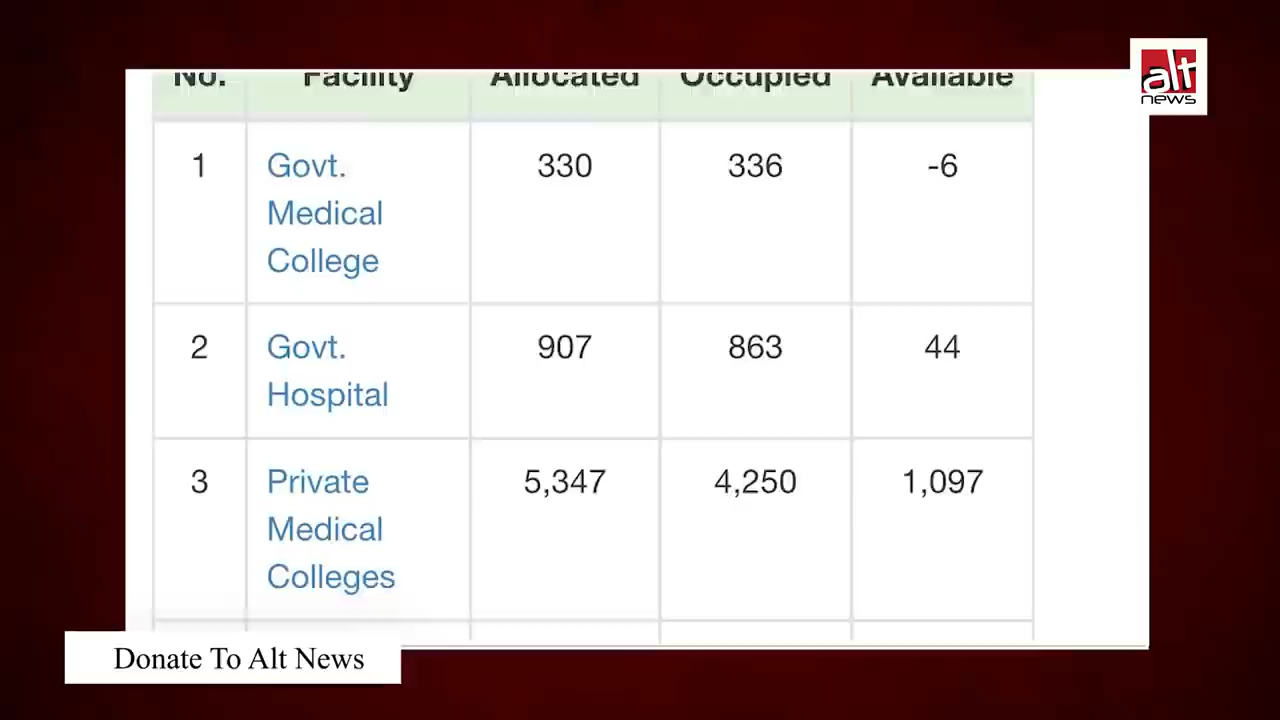 alt
news
No. Facility Allocated Occupied Available
1 Govt. 330 336 -6
Medical
College
2 Govt. 907 863 44
Hospital
3 Private 5,347 4,250 1,097
Medical
Colleges
Donate To Alt News